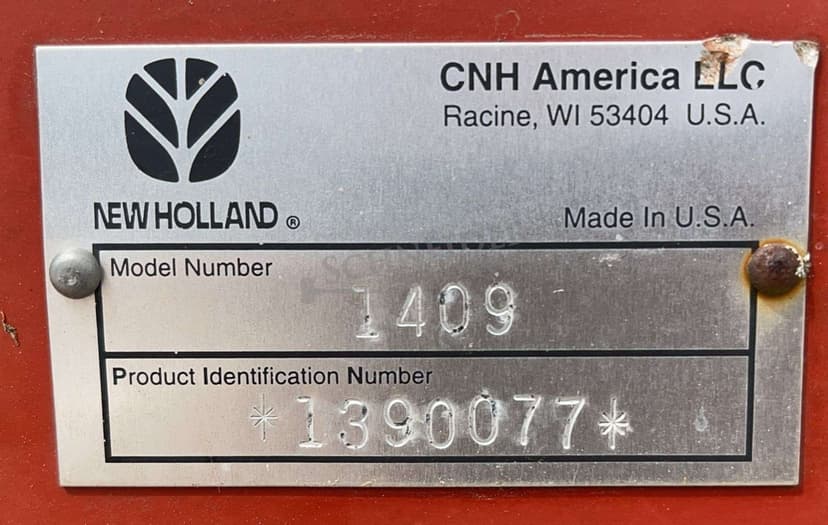 CNH America LLC
Racine, WI 53404 U.S.A.
NEW HOLLAND ®
Made In U.S.A.
Model Number
1409
Product Identification Number
*1390077*